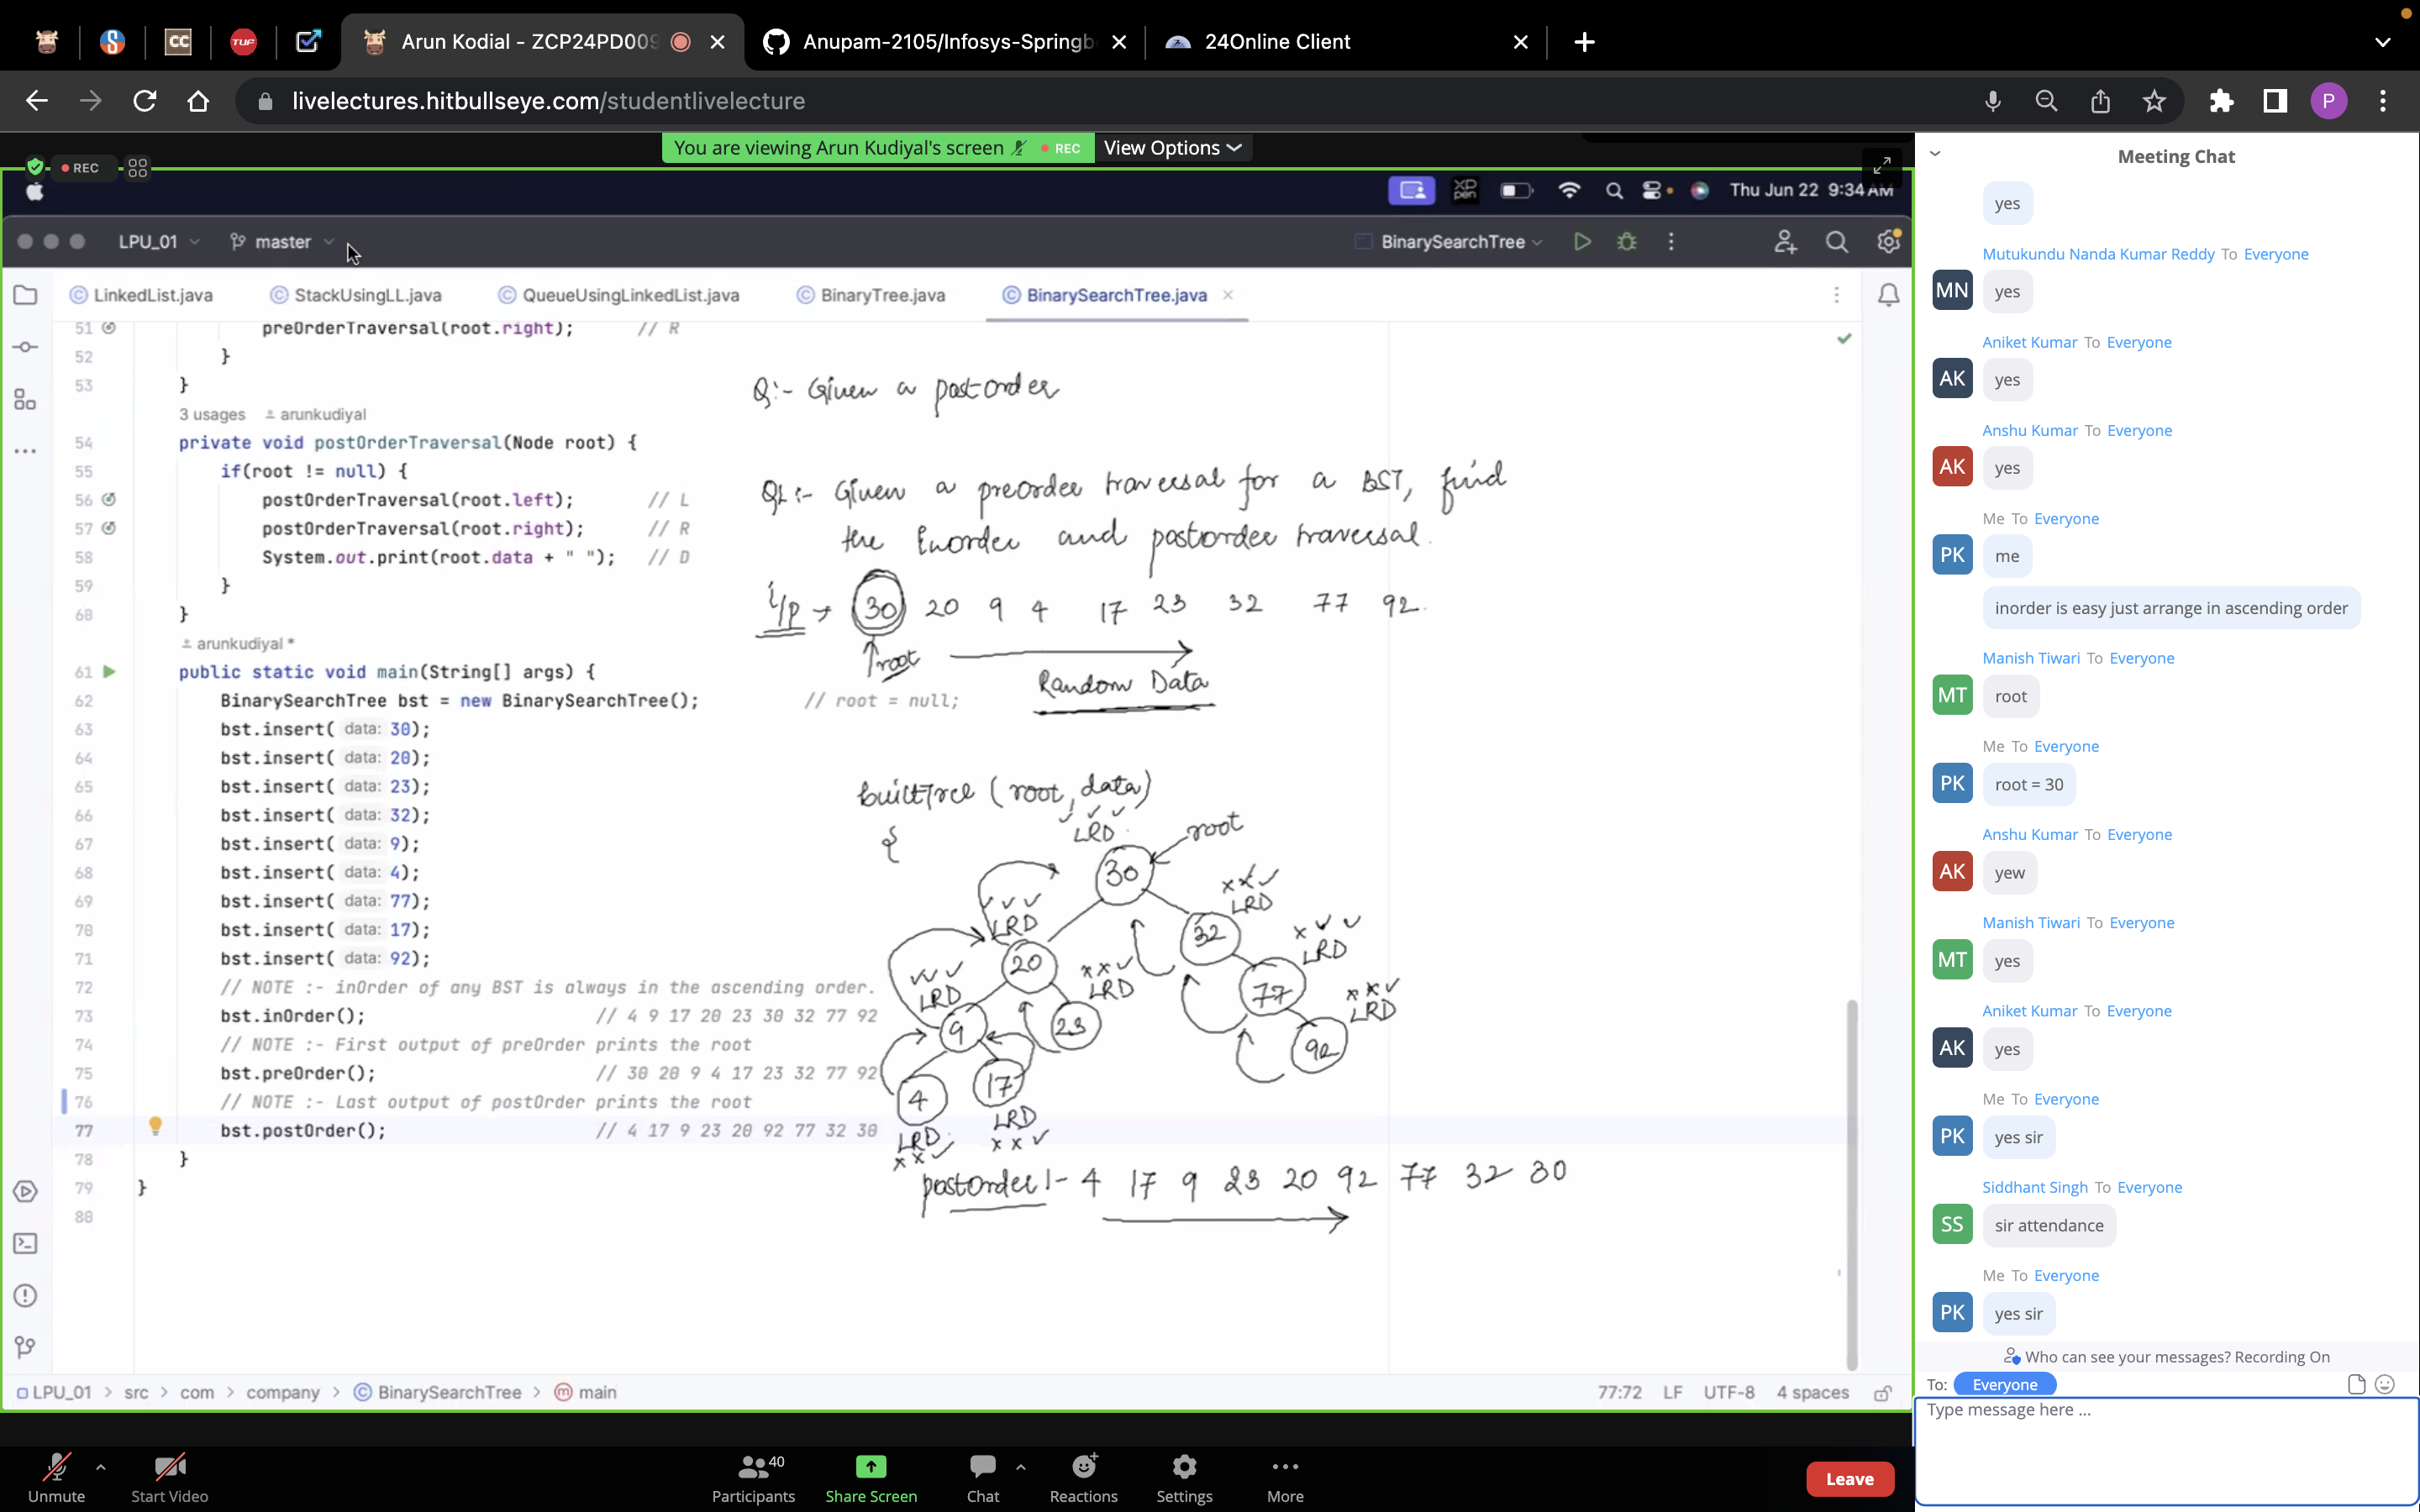 Arun Kodial - ZCP24PD009
Anupam-2105/Infosys-Springb
24Online Client
livelectures.hitbullseye.com/studentlivelecture
You are viewing Arun Kudiyal's screen REC View Options
REC
Thu Jun 22 9:34 AM
LPU_01 master BinarySearchTree
LinkedList.java StackUsingLL.java QueueUsingLinkedList.java BinaryTree.java BinarySearchTree.java
51 preOrderTraversal(root.right); // R
52 }
53 }
3 usages arunkudiyal
54 private void postOrderTraversal(Node root) {
55 if(root != null) {
56 postOrderTraversal(root.left); // L
57 postOrderTraversal(root.right); // R
58 System.out.print(root.data + " "); // D
59 }
60 }
arunkudiyal *
61 public static void main(String[] args) {
62 BinarySearchTree bst = new BinarySearchTree(); // root = null;
63 bst.insert( data: 30);
64 bst.insert( data: 20);
65 bst.insert( data: 23);
66 bst.insert( data: 32);
67 bst.insert( data: 9);
68 bst.insert( data: 4);
69 bst.insert( data: 77);
70 bst.insert( data: 17);
71 bst.insert( data: 92);
72 // NOTE :- inOrder of any BST is always in the ascending order.
73 bst.inOrder(); // 4 9 17 20 23 30 32 77 92
74 // NOTE :- First output of preOrder prints the root
75 bst.preOrder(); // 30 20 9 4 17 23 32 77 92
76 // NOTE :- Last output of postOrder prints the root
77 bst.postOrder(); // 4 17 9 23 20 92 77 32 30
78 }
79 }
80
Q:- Given a postorder
Q1:- Given a preorder traversal for a BST, find
the Inorder and postorder traversal.
i/p → 30 20 9 4 17 23 32 77 92.
root
Random Data
builtTree (root, data)
{
LRD
root
30
LRD
LRD
20
32
LRD
LRD
LRD
LRD
9
23
77
LRD
4
17
92
LRD
LRD
postorder :- 4 17 9 23 20 92 77 32 30
LPU_01 > src > com > company > BinarySearchTree > main
77:72 LF UTF-8 4 spaces
Meeting Chat
yes
Mutukundu Nanda Kumar Reddy To Everyone
MN yes
Aniket Kumar To Everyone
AK yes
Anshu Kumar To Everyone
AK yes
Me To Everyone
PK me
inorder is easy just arrange in ascending order
Manish Tiwari To Everyone
MT root
Me To Everyone
PK root = 30
Anshu Kumar To Everyone
AK yew
Manish Tiwari To Everyone
MT yes
Aniket Kumar To Everyone
AK yes
Me To Everyone
PK yes sir
Siddhant Singh To Everyone
SS sir attendance
Me To Everyone
PK yes sir
Who can see your messages? Recording On
To: Everyone
Type message here ...
Unmute
Start Video
40
Participants
Share Screen
Chat
Reactions
Settings
More
Leave
CC
TUF
P
XP
pen